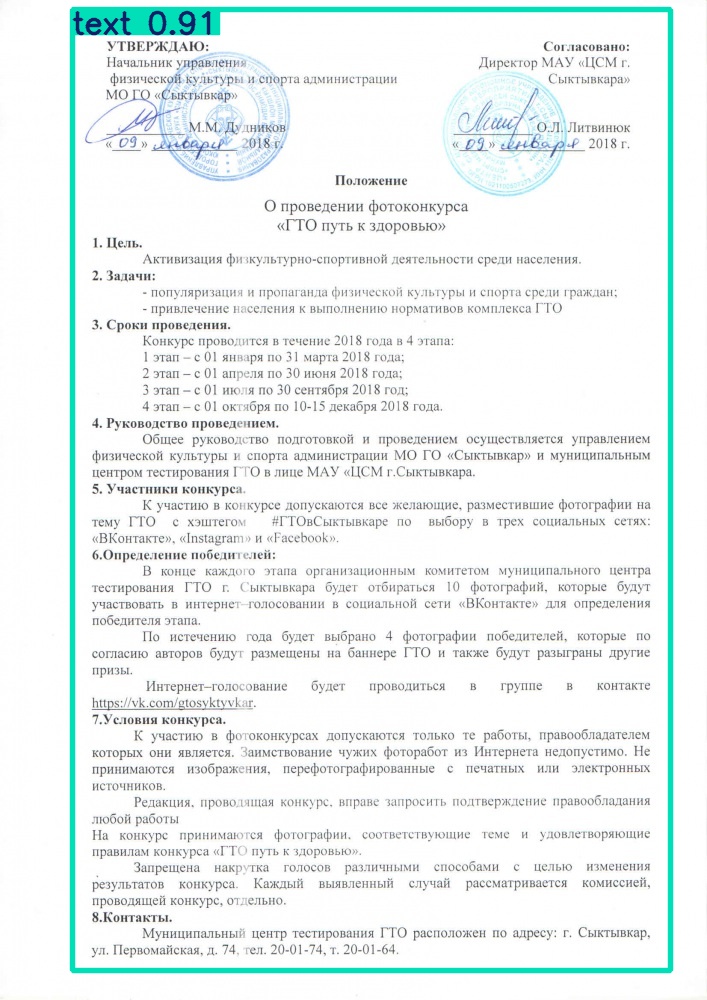 text 0.91
УТВЕРЖДАЮ:
Начальник управления
физической культуры и спорта администрации
МО ГО «Сыктывкар»
М.М. Дудников
«09» января 2018 г.
Согласовано:
Директор МАУ «ЦСМ г.
Сыктывкара»
О.Л. Литвинюк
«09» января 2018 г.
Положение
О проведении фотоконкурса
«ГТО путь к здоровью»
1. Цель.
Активизация физкультурно-спортивной деятельности среди населения.
2. Задачи:
- популяризация и пропаганда физической культуры и спорта среди граждан;
- привлечение населения к выполнению нормативов комплекса ГТО
3. Сроки проведения.
Конкурс проводится в течение 2018 года в 4 этапа:
1 этап – с 01 января по 31 марта 2018 года;
2 этап – с 01 апреля по 30 июня 2018 года;
3 этап – с 01 июля по 30 сентября 2018 год;
4 этап – с 01 октября по 10-15 декабря 2018 года.
4. Руководство проведением.
Общее руководство подготовкой и проведением осуществляется управлением
физической культуры и спорта администрации МО ГО «Сыктывкар» и муниципальным
центром тестирования ГТО в лице МАУ «ЦСМ г.Сыктывкара.
5. Участники конкурса.
К участию в конкурсе допускаются все желающие, разместившие фотографии на
тему ГТО с хэштегом #ГТОвСыктывкаре по выбору в трех социальных сетях:
«ВКонтакте», «Instagram» и «Facebook».
6.Определение победителей:
В конце каждого этапа организационным комитетом муниципального центра
тестирования ГТО г. Сыктывкара будет отбираться 10 фотографий, которые будут
участвовать в интернет–голосовании в социальной сети «ВКонтакте» для определения
победителя этапа.
По истечению года будет выбрано 4 фотографии победителей, которые по
согласию авторов будут размещены на баннере ГТО и также будут разыграны другие
призы.
Интернет–голосование будет проводиться в группе в контакте
https://vk.com/gtosyktyvkar.
7.Условия конкурса.
К участию в фотоконкурсах допускаются только те работы, правообладателем
которых они является. Заимствование чужих фоторабот из Интернета недопустимо. Не
принимаются изображения, перефотографированные с печатных или электронных
источников.
Редакция, проводящая конкурс, вправе запросить подтверждение правообладания
любой работы
На конкурс принимаются фотографии, соответствующие теме и удовлетворяющие
правилам конкурса «ГТО путь к здоровью».
Запрещена накрутка голосов различными способами с целью изменения
результатов конкурса. Каждый выявленный случай рассматривается комиссией,
проводящей конкурс, отдельно.
8.Контакты.
Муниципальный центр тестирования ГТО расположен по адресу: г. Сыктывкар,
ул. Первомайская, д. 74, тел. 20-01-74, т. 20-01-64.